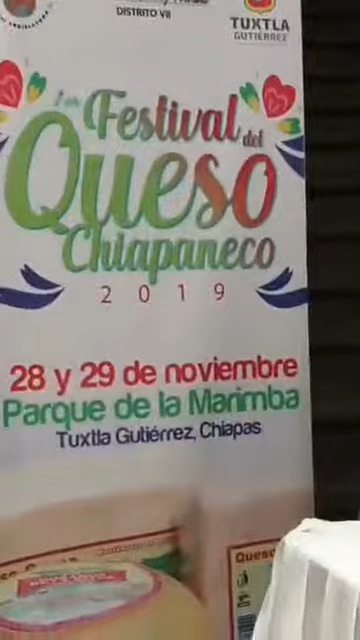 DISTRITO VII
TUXTLA
GUTIÉRREZ
1er Festival del
Queso
Chiapaneco
2019
28 y 29 de noviembre
Parque de la Marimba
Tuxtla Gutiérrez, Chiapas
Queso